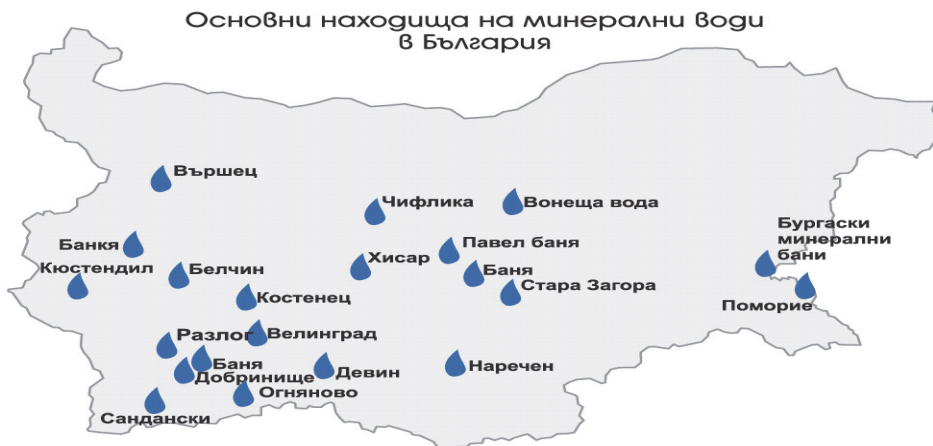 Основни находища на минерални води
в България
Вършец
Чифлика
Вонеща вода
Банкя
Павел баня
Бургаски
минерални
бани
Кюстендил
Белчин
Хисар
Баня
Стара Загора
Костенец
Поморие
Разлог
Велинград
Баня
Добринище
Девин
Наречен
Огняново
Сандански